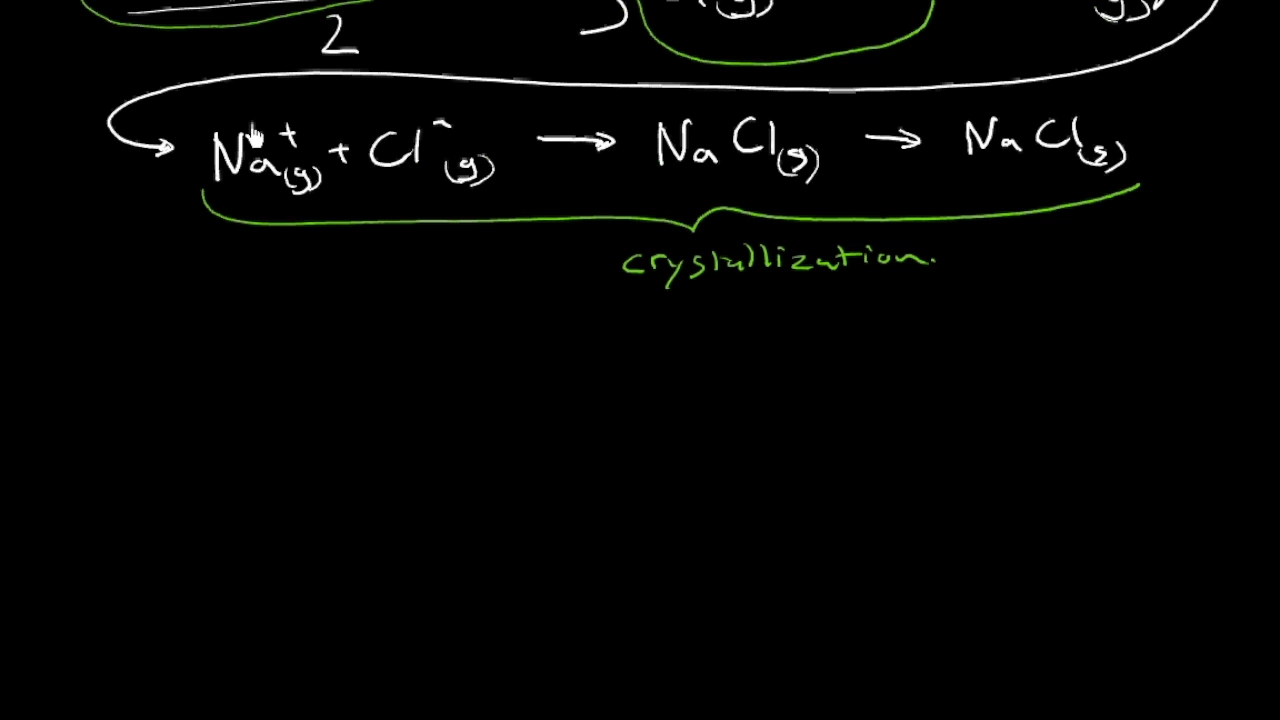 2 (g)
Na⁺(g) + Cl⁻(g) → NaCl(g) → NaCl(s)
crystallization.